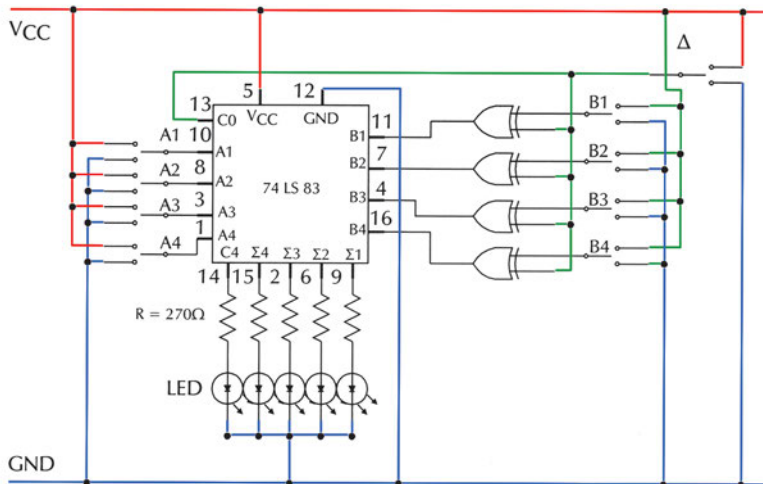 VCC
Δ
5
12
13
C0
VCC
GND
11
B1
A1
10
A1
B1
B2
8
A2
A2
7
B2
74 LS 83
A3
3
A3
4
B3
B3
A4
1
A4
16
B4
B4
C4 Σ4 Σ3 Σ2 Σ1
14 15 2 6 9
R = 270Ω
LED
GND